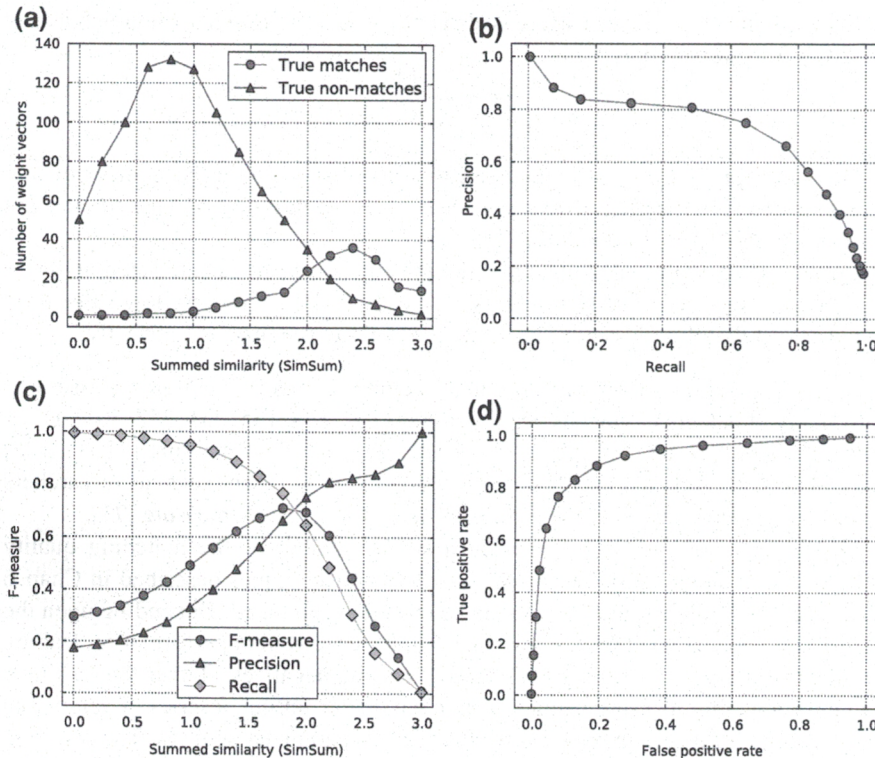 (a)
140
120
100
80
60
40
20
0
Number of weight vectors
True matches
True non-matches
0.0 0.5 1.0 1.5 2.0 2.5 3.0
Summed similarity (SimSum)
(b)
1.0
0.8
0.6
0.4
0.2
0.0
Precision
0·0 0·2 0·4 0·6 0·8 1·0
Recall
(c)
1.0
0.8
0.6
0.4
0.2
0.0
F-measure
F-measure
Precision
Recall
0.0 0.5 1.0 1.5 2.0 2.5 3.0
Summed similarity (SimSum)
(d)
1.0
0.8
0.6
0.4
0.2
0.0
True positive rate
0.0 0.2 0.4 0.6 0.8 1.0
False positive rate